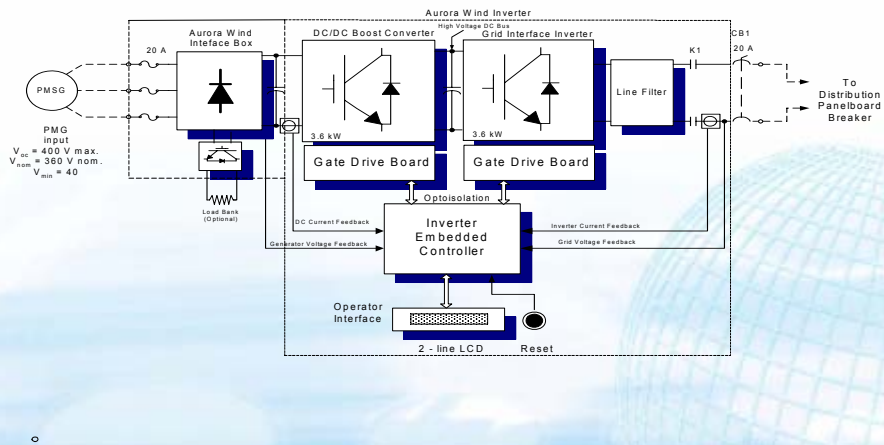 Aurora Wind Inverter
Aurora Wind
Inteface Box
20 A
DC/DC Boost Converter
High Voltage DC Bus
Grid Interface Inverter
K1
CB1
20 A
PMSG
PMG
input
Voc = 400 V max.
Vnom = 360 V nom.
Vmin = 40
3.6 kW
3.6 kW
Line Filter
To
Distribution
Panelboard
Breaker
Gate Drive Board
Gate Drive Board
Load Bank
(Optional)
Optoisolation
DC Current Feedback
Generator Voltage Feedback
Inverter
Embedded
Controller
Inverter Current Feedback
Grid Voltage Feedback
Operator
Interface
2 - line LCD
Reset